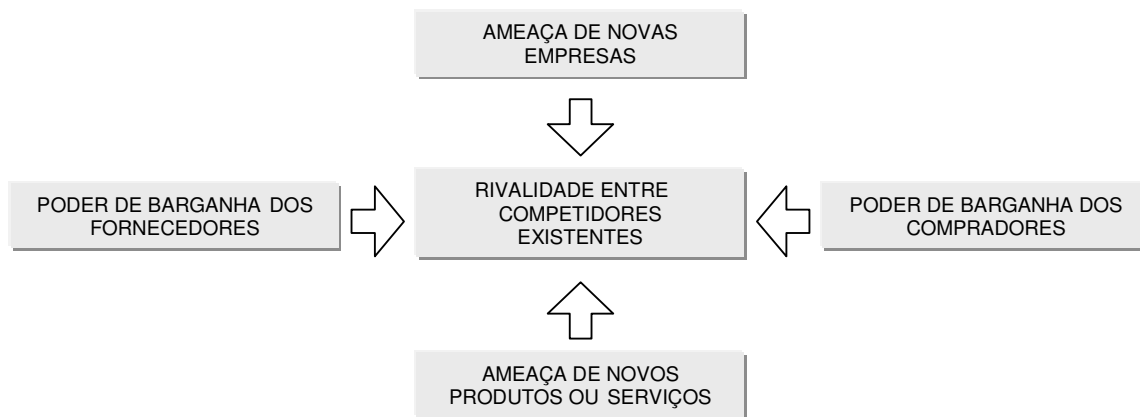 AMEAÇA DE NOVAS
EMPRESAS
PODER DE BARGANHA DOS
FORNECEDORES
RIVALIDADE ENTRE
COMPETIDORES
EXISTENTES
PODER DE BARGANHA DOS
COMPRADORES
AMEAÇA DE NOVOS
PRODUTOS OU SERVIÇOS